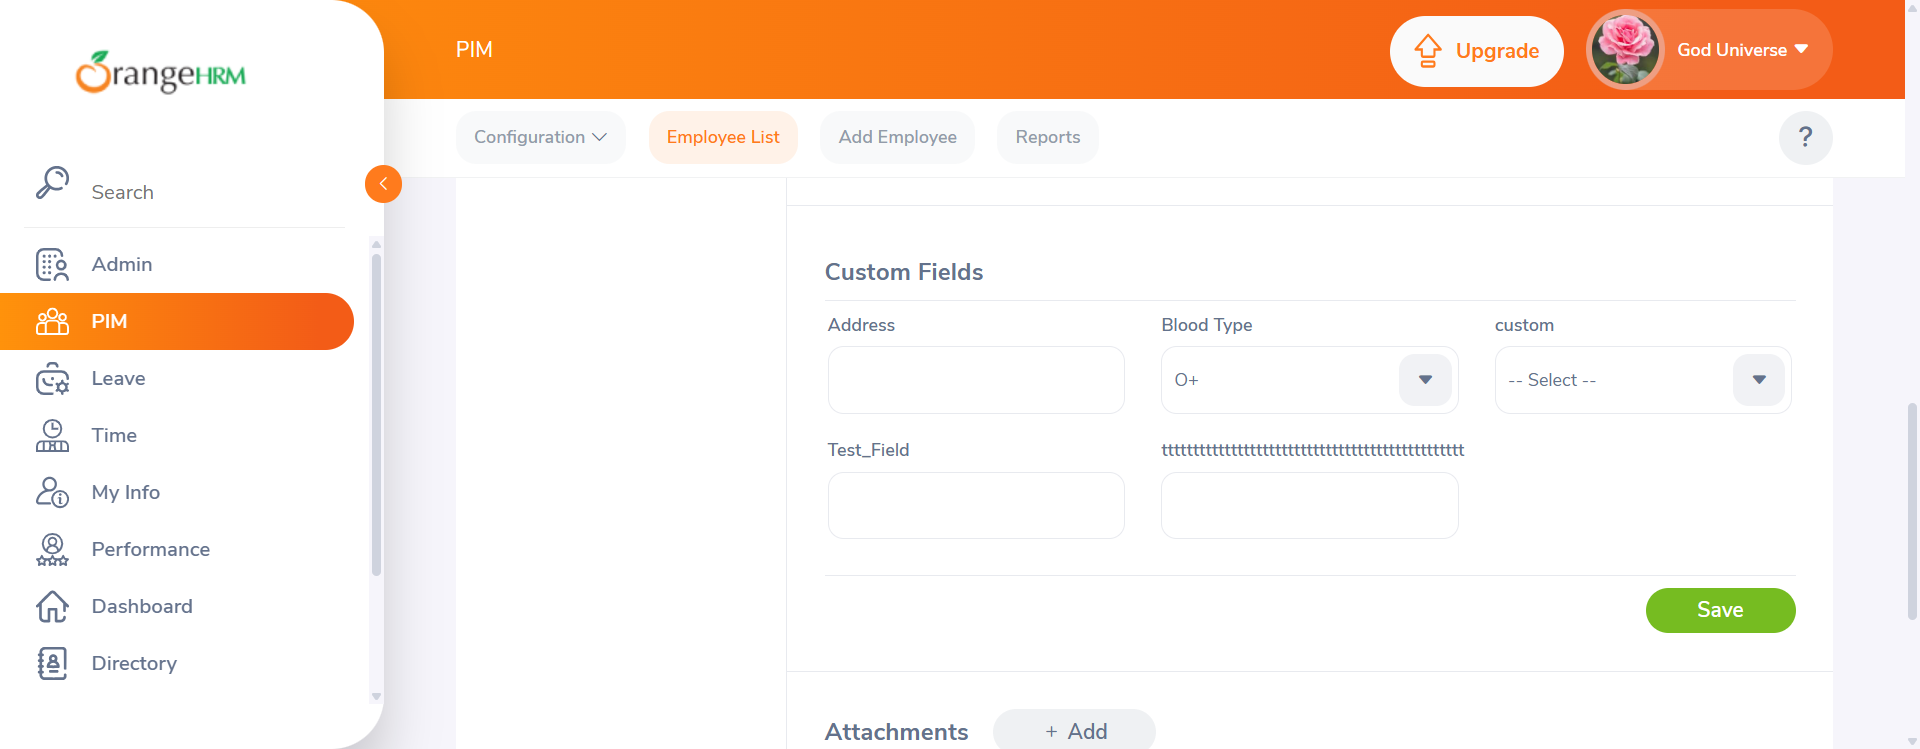 OrangeHRM
PIM
Upgrade
God Universe
Configuration
Employee List
Add Employee
Reports
?
Search
Admin
PIM
Leave
Time
My Info
Performance
Dashboard
Directory
Custom Fields
Address
Blood Type
custom
O+
-- Select --
Test_Field
tttttttttttttttttttttttttttttttttttttttttttttttttt
Save
Attachments
+ Add